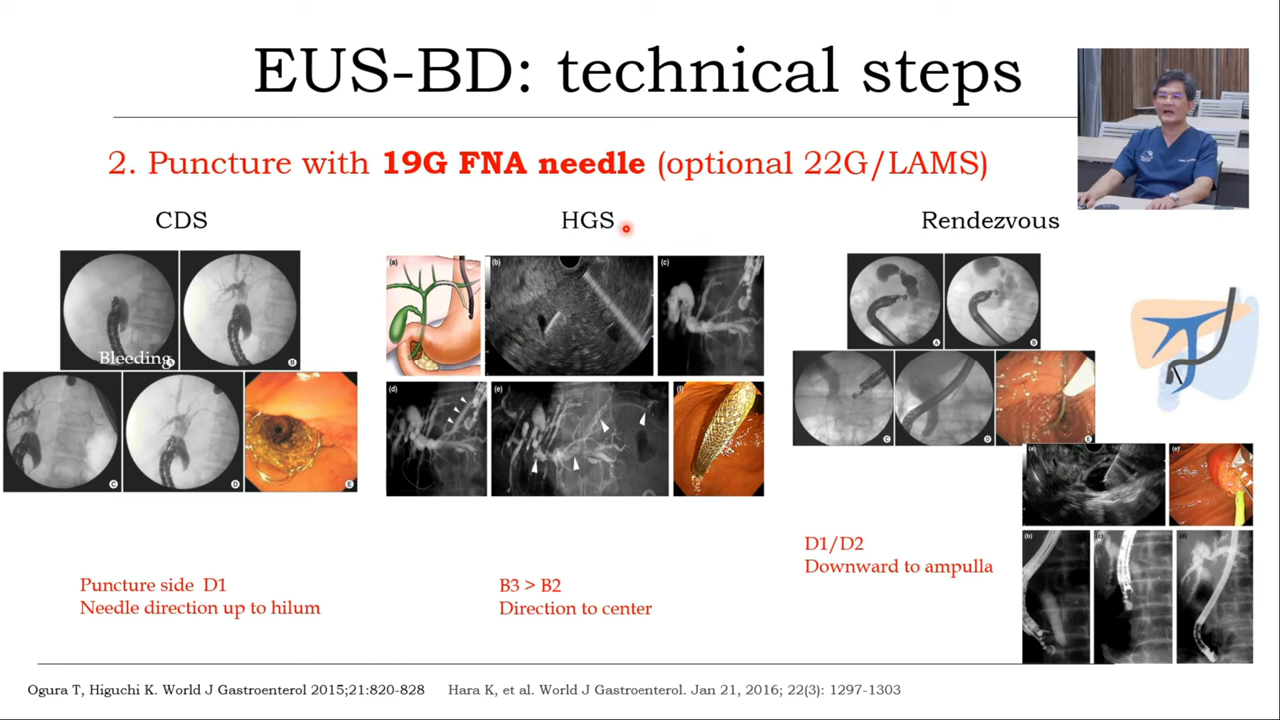 EUS-BD: technical steps
2. Puncture with 19G FNA needle (optional 22G/LAMS)
CDS
HGS
Rendezvous
Bleeding
A
B
C
D
E
(a)
(b)
(c)
(d)
(e)
(f)
A
B
C
D
E
(a)
(e)
(b)
(c)
(d)
Puncture side D1
Needle direction up to hilum
B3 > B2
Direction to center
D1/D2
Downward to ampulla
Ogura T, Higuchi K. World J Gastroenterol 2015;21:820-828
Hara K, et al. World J Gastroenterol. Jan 21, 2016; 22(3): 1297-1303